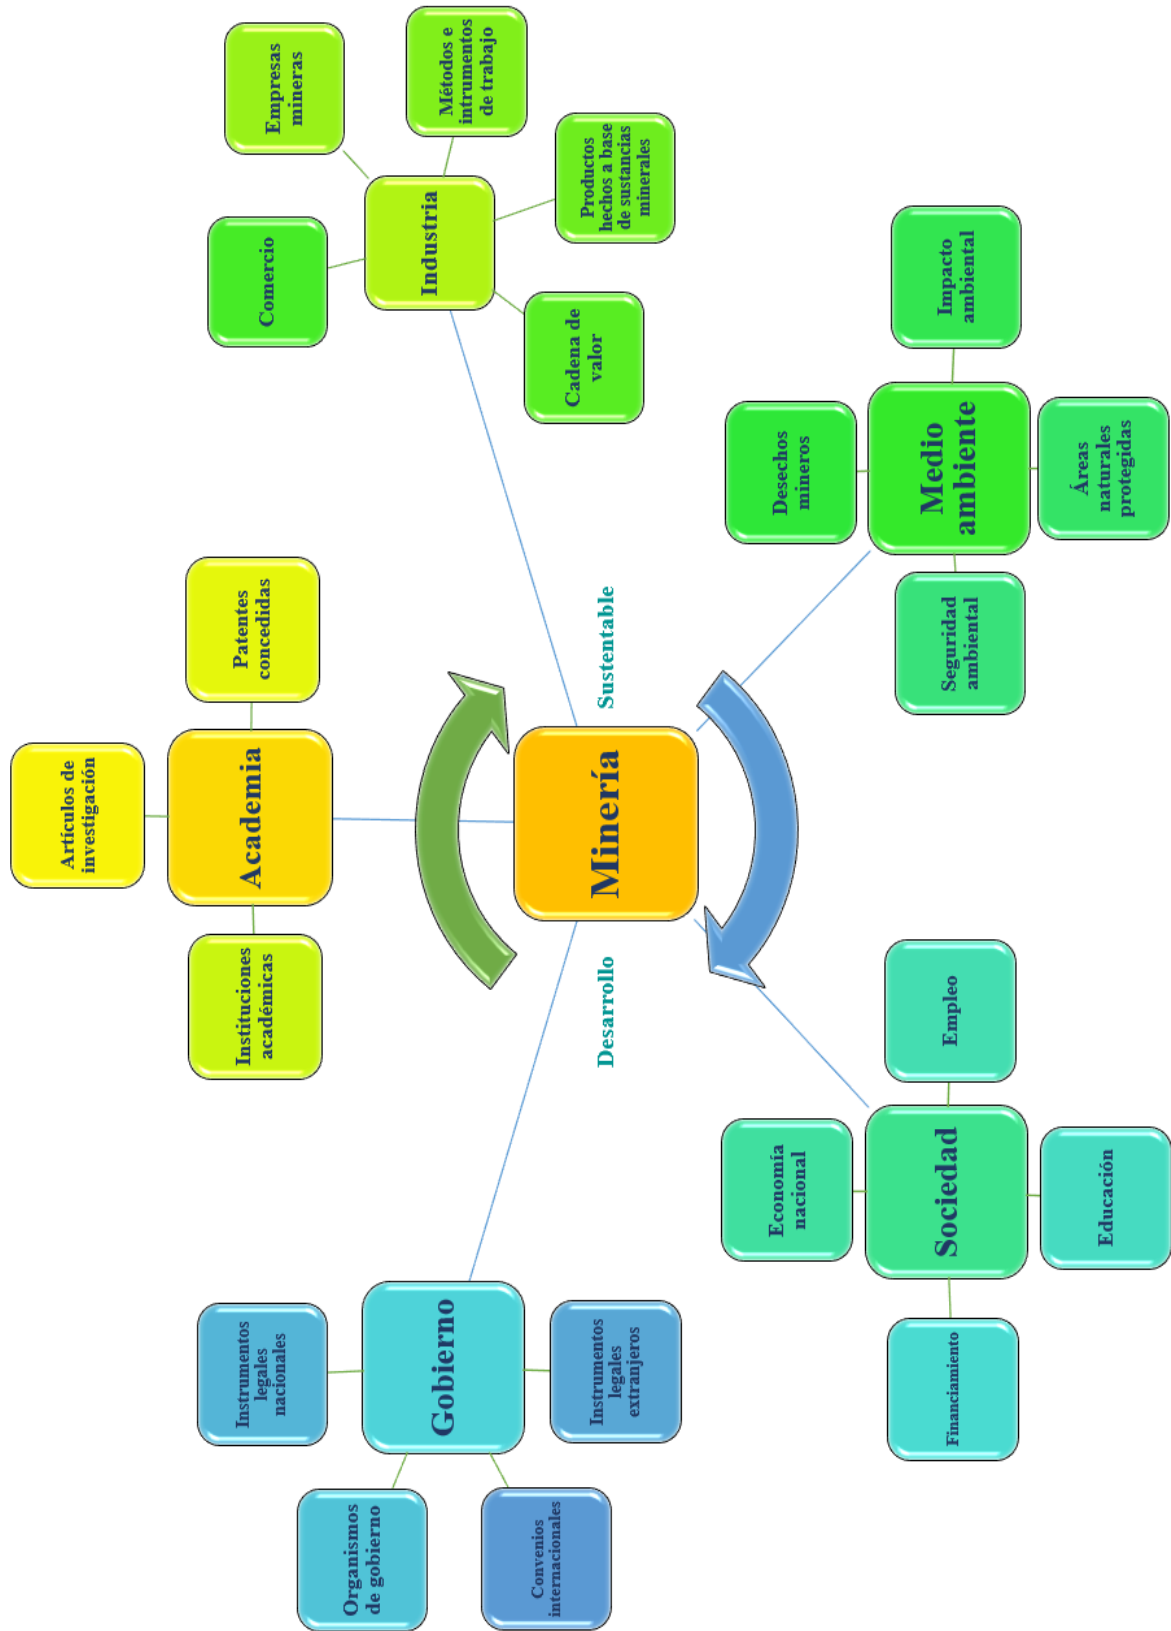 Artículos de
investigación
Instituciones
académicas
Academia
Patentes
concedidas
Comercio
Empresas
mineras
Industria
Métodos e
intrumentos
de trabajo
Cadena de
valor
Productos
hechos a base
de sustancias
minerales
Instrumentos
legales
nacionales
Organismos
de gobierno
Gobierno
Convenios
internacionales
Instrumentos
legales
extranjeros
Desarrollo
Minería
Sustentable
Economía
nacional
Financiamiento
Sociedad
Empleo
Educación
Desechos
mineros
Seguridad
ambiental
Medio
ambiente
Impacto
ambiental
Áreas
naturales
protegidas